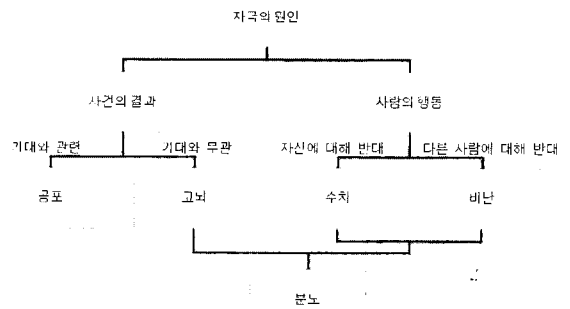 자극의 원인
사건의 결과 사람의 행동
기대와 관련 기대와 무관 자신에 대해 반대 다른 사람에 대해 반대
공포 고뇌 수치 비난
분노